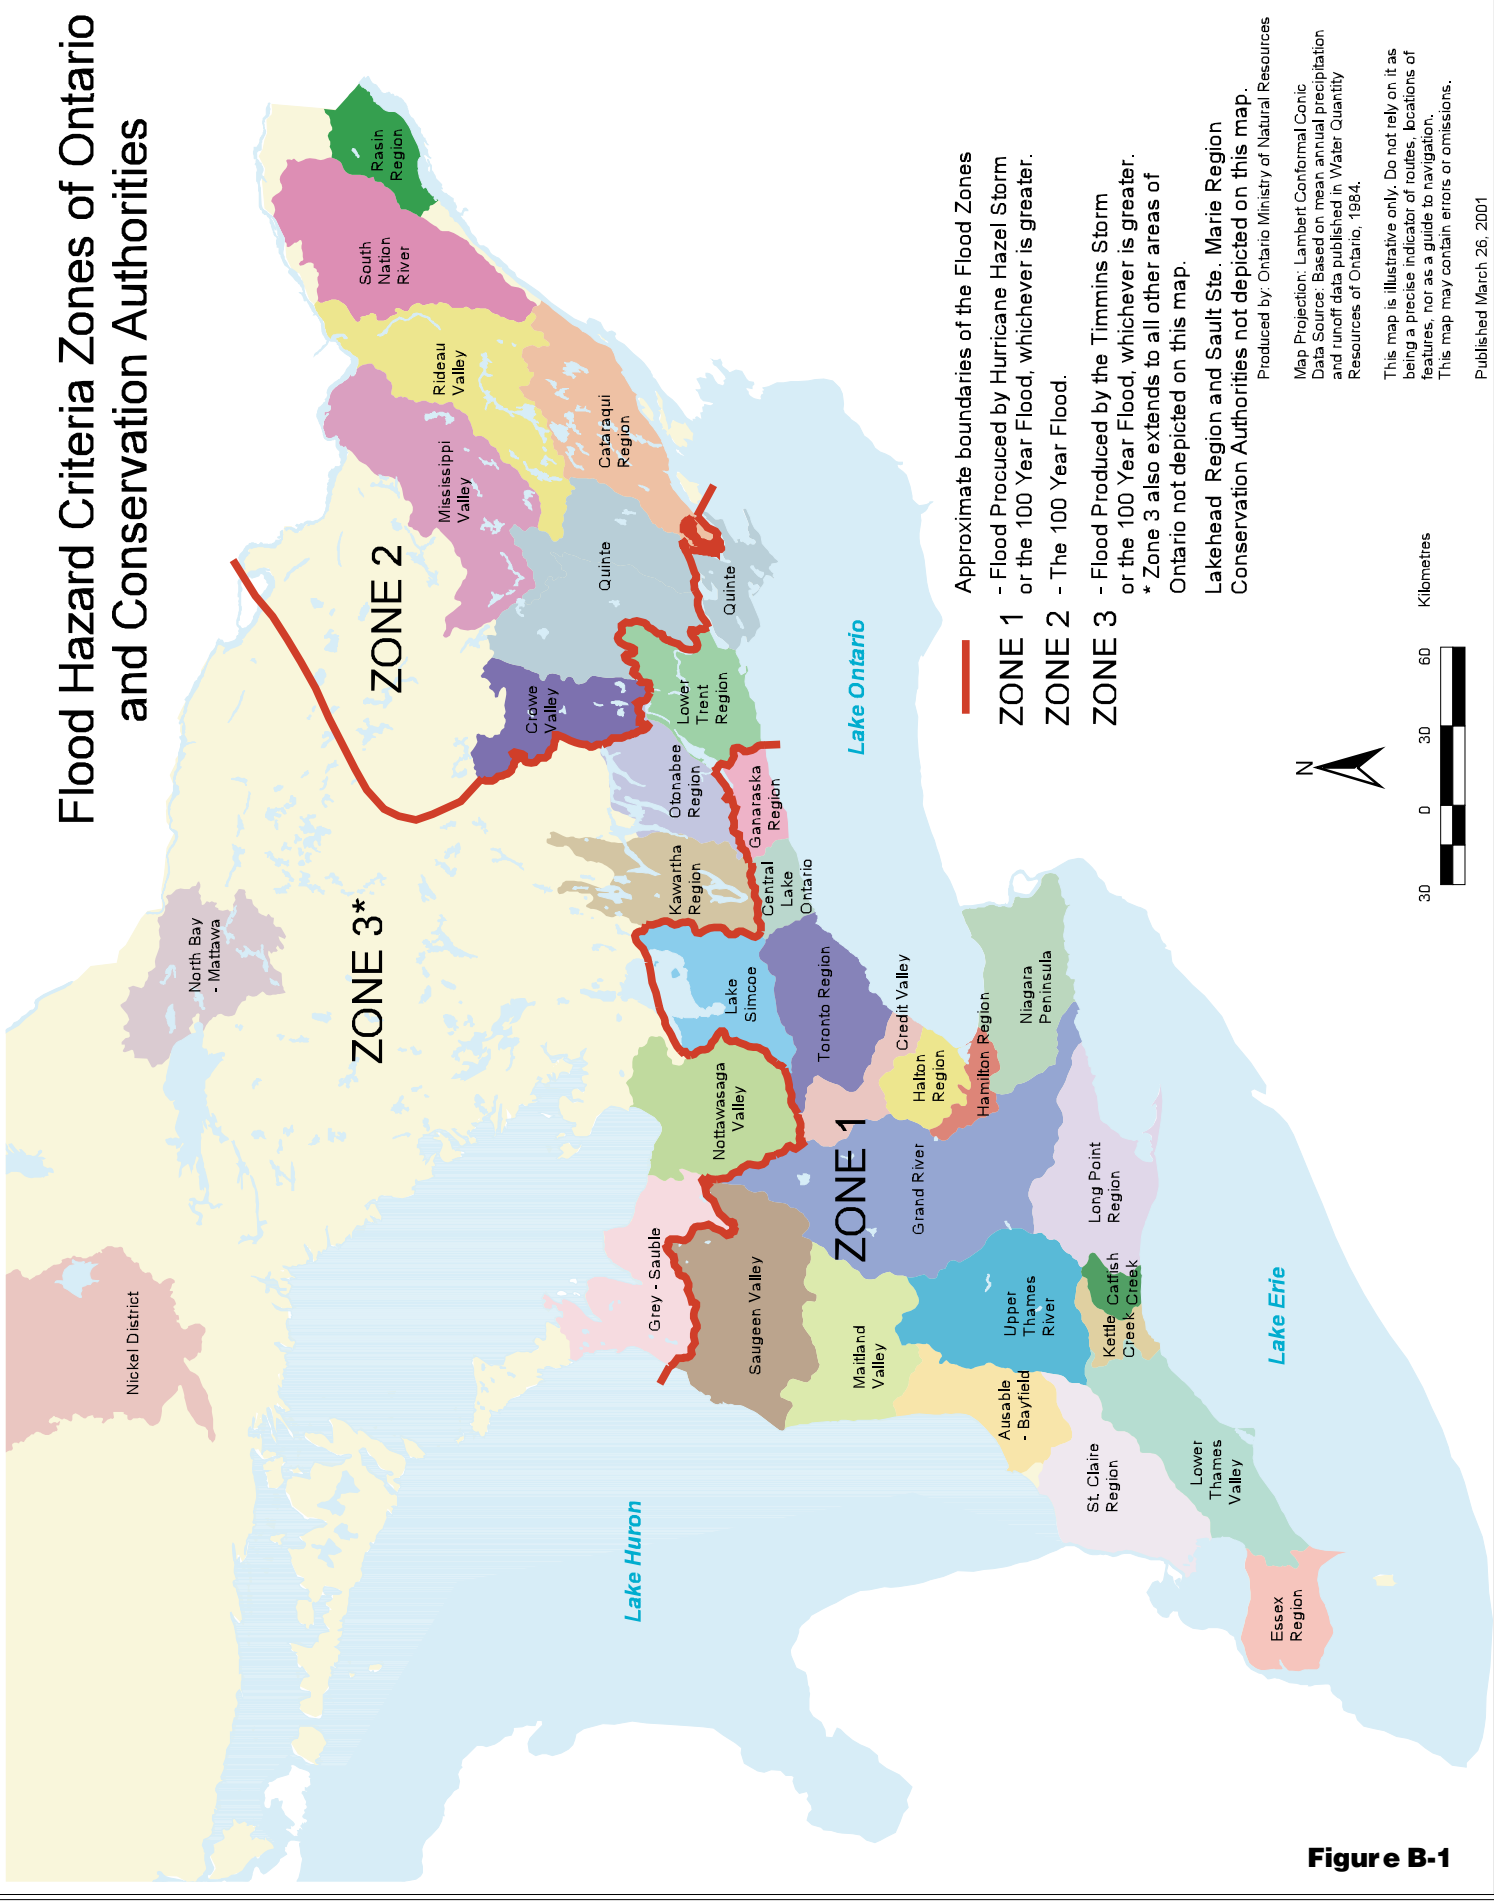 Flood Hazard Criteria Zones of Ontario
and Conservation Authorities
Rasin
Region
South
Nation
River
Rideau
Valley
Mississippi
Valley
Cataraqui
Region
ZONE 2
Quinte
Quinte
Crowe
Valley
Lower
Trent
Region
Otonabee
Region
Ganaraska
Region
Kawartha
Region
Central
Lake
Ontario
North Bay
- Mattawa
ZONE 3*
Lake
Simcoe
Toronto Region
Credit Valley
Halton
Region
Hamilton Region
Niagara
Peninsula
Nottawasaga
Valley
ZONE 1
Grand River
Long Point
Region
Grey - Sauble
Saugeen Valley
Maitland
Valley
Upper
Thames
River
Catfish
Creek
Kettle
Creek
Ausable
- Bayfield
St. Claire
Region
Lower
Thames
Valley
Essex
Region
Nickel District
Lake Huron
Lake Ontario
Lake Erie
Approximate boundaries of the Flood Zones
ZONE 1 - Flood Procuced by Hurricane Hazel Storm
or the 100 Year Flood, whichever is greater.
ZONE 2 - The 100 Year Flood.
ZONE 3 - Flood Produced by the Timmins Storm
or the 100 Year Flood, whichever is greater.
* Zone 3 also extends to all other areas of
Ontario not depicted on this map.
Lakehead Region and Sault Ste. Marie Region
Conservation Authorities not depicted on this map.
Produced by: Ontario Ministry of Natural Resources
Map Projection: Lambert Conformal Conic
Data Source: Based on mean annual precipitation
and runoff data published in Water Quantity
Resources of Ontario, 1984.
This map is illustrative only. Do not rely on it as
being a precise indicator of routes, locations of
features, nor as a guide to navigation.
This map may contain errors or omissions.
Published March 26, 2001
N
30 0 30 60 Kilometres
Figure B-1